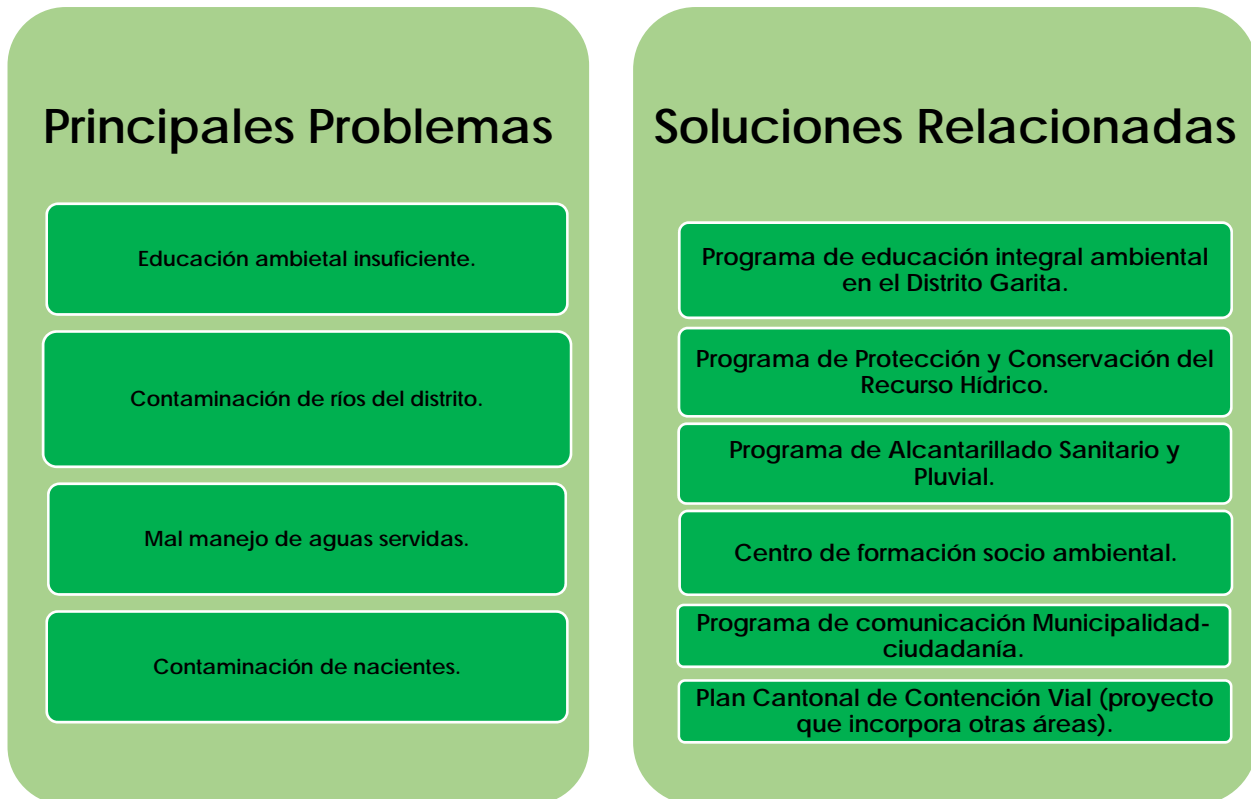 Principales Problemas
Educación ambietal insuficiente.
Contaminación de ríos del distrito.
Mal manejo de aguas servidas.
Contaminación de nacientes.
Soluciones Relacionadas
Programa de educación integral ambiental
en el Distrito Garita.
Programa de Protección y Conservación del
Recurso Hídrico.
Programa de Alcantarillado Sanitario y
Pluvial.
Centro de formación socio ambiental.
Programa de comunicación Municipalidad-
ciudadanía.
Plan Cantonal de Contención Vial (proyecto
que incorpora otras áreas).